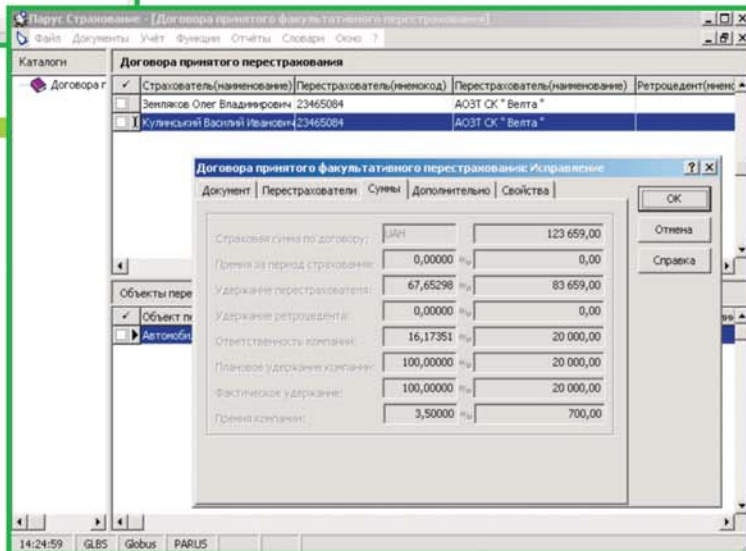 Парус Страхование - [Договора принятого факультативного перестрахования]
Файл Документы Учёт Функции Отчёты Словари Окно ?
Каталоги
Договора принятого факультативного перестрахования
Договора г
✓ Страхователь(наименование) Перестрахователь(мнемокод) Перестрахователь(наименование) Ретроцедент(мнемо
Земляков Олег Владимирович 23465084 АОЗТ СК " Велта "
Кулинський Василий Иванович 23465084 АОЗТ СК " Велта "
Договора принятого факультативного перестрахования: Исправление
Документ Перестрахователи Суммы Дополнительно Свойства
OK
Отмена
Справка
Страховая сумма по договору: UAH 123 659,00
Премия за период страхования: 0,00000 % 0,00
Удержание перестрахователя: 67,65298 % 83 659,00
Удержание ретроцедента: 0,00000 % 0,00
Ответственность компании: 16,17351 % 20 000,00
Плановое удержание компании: 100,00000 % 20 000,00
Фактическое удержание: 100,00000 % 20 000,00
Премия компании: 3,50000 % 700,00
Объекты пере
✓ Объект п
Автомоби
14:24:59 GLBS Globus PARUS